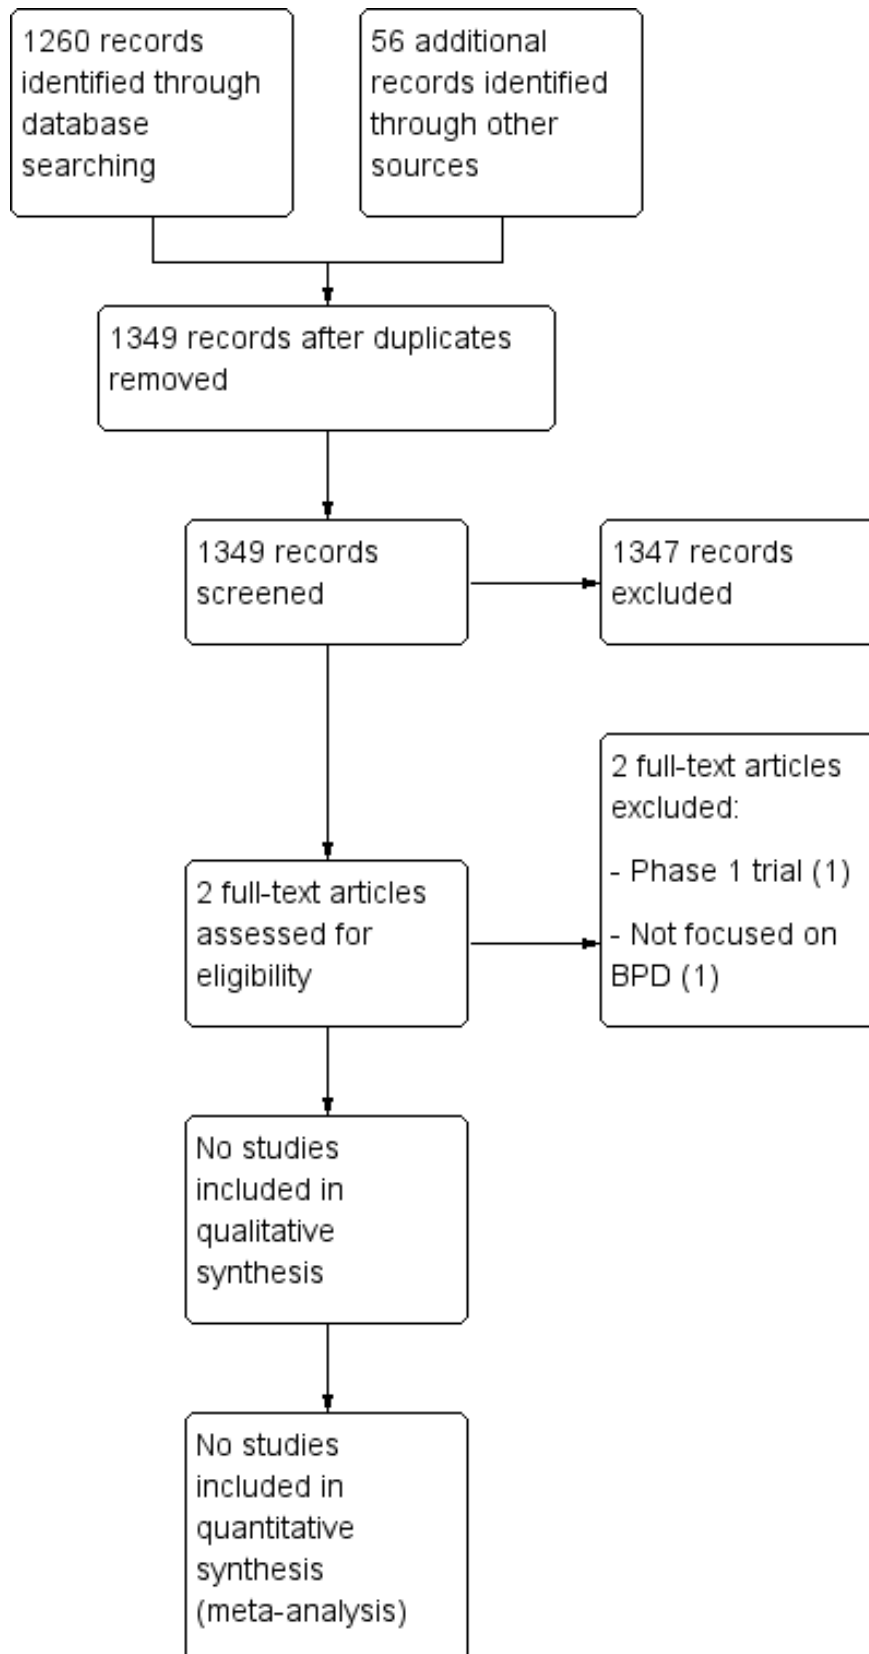 1260 records
identified through
database
searching
56 additional
records identified
through other
sources
1349 records after duplicates
removed
1349 records
screened
1347 records
excluded
2 full-text articles
assessed for
eligibility
2 full-text articles
excluded:
- Phase 1 trial (1)
- Not focused on
BPD (1)
No studies
included in
qualitative
synthesis
No studies
included in
quantitative
synthesis
(meta-analysis)